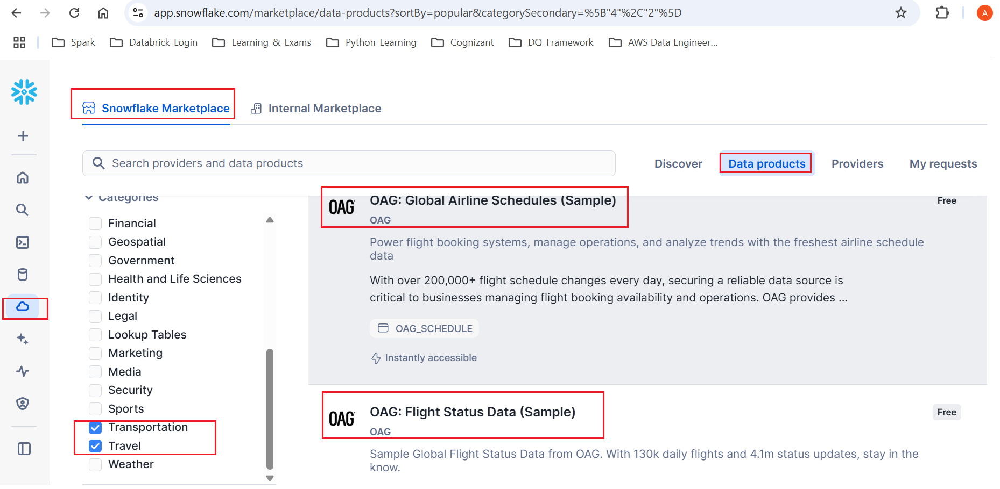 app.snowflake.com/marketplace/data-products?sortBy=popular&categorySecondary=%5B"4"%2C"2"%5D
A
Spark
Databrick_Login
Learning_&_Exams
Python_Learning
Cognizant
DQ_Framework
AWS Data Engineer...
Snowflake Marketplace
Internal Marketplace
Search providers and data products
Discover
Data products
Providers
My requests
Categories
Financial
Geospatial
Government
Health and Life Sciences
Identity
Legal
Lookup Tables
Marketing
Media
Security
Sports
Transportation
Travel
Weather
OAG
OAG: Global Airline Schedules (Sample)
Free
OAG
Power flight booking systems, manage operations, and analyze trends with the freshest airline schedule
data
With over 200,000+ flight schedule changes every day, securing a reliable data source is
critical to businesses managing flight booking availability and operations. OAG provides ...
OAG_SCHEDULE
Instantly accessible
OAG
OAG: Flight Status Data (Sample)
Free
OAG
Sample Global Flight Status Data from OAG. With 130k daily flights and 4.1m status updates, stay in the
know.